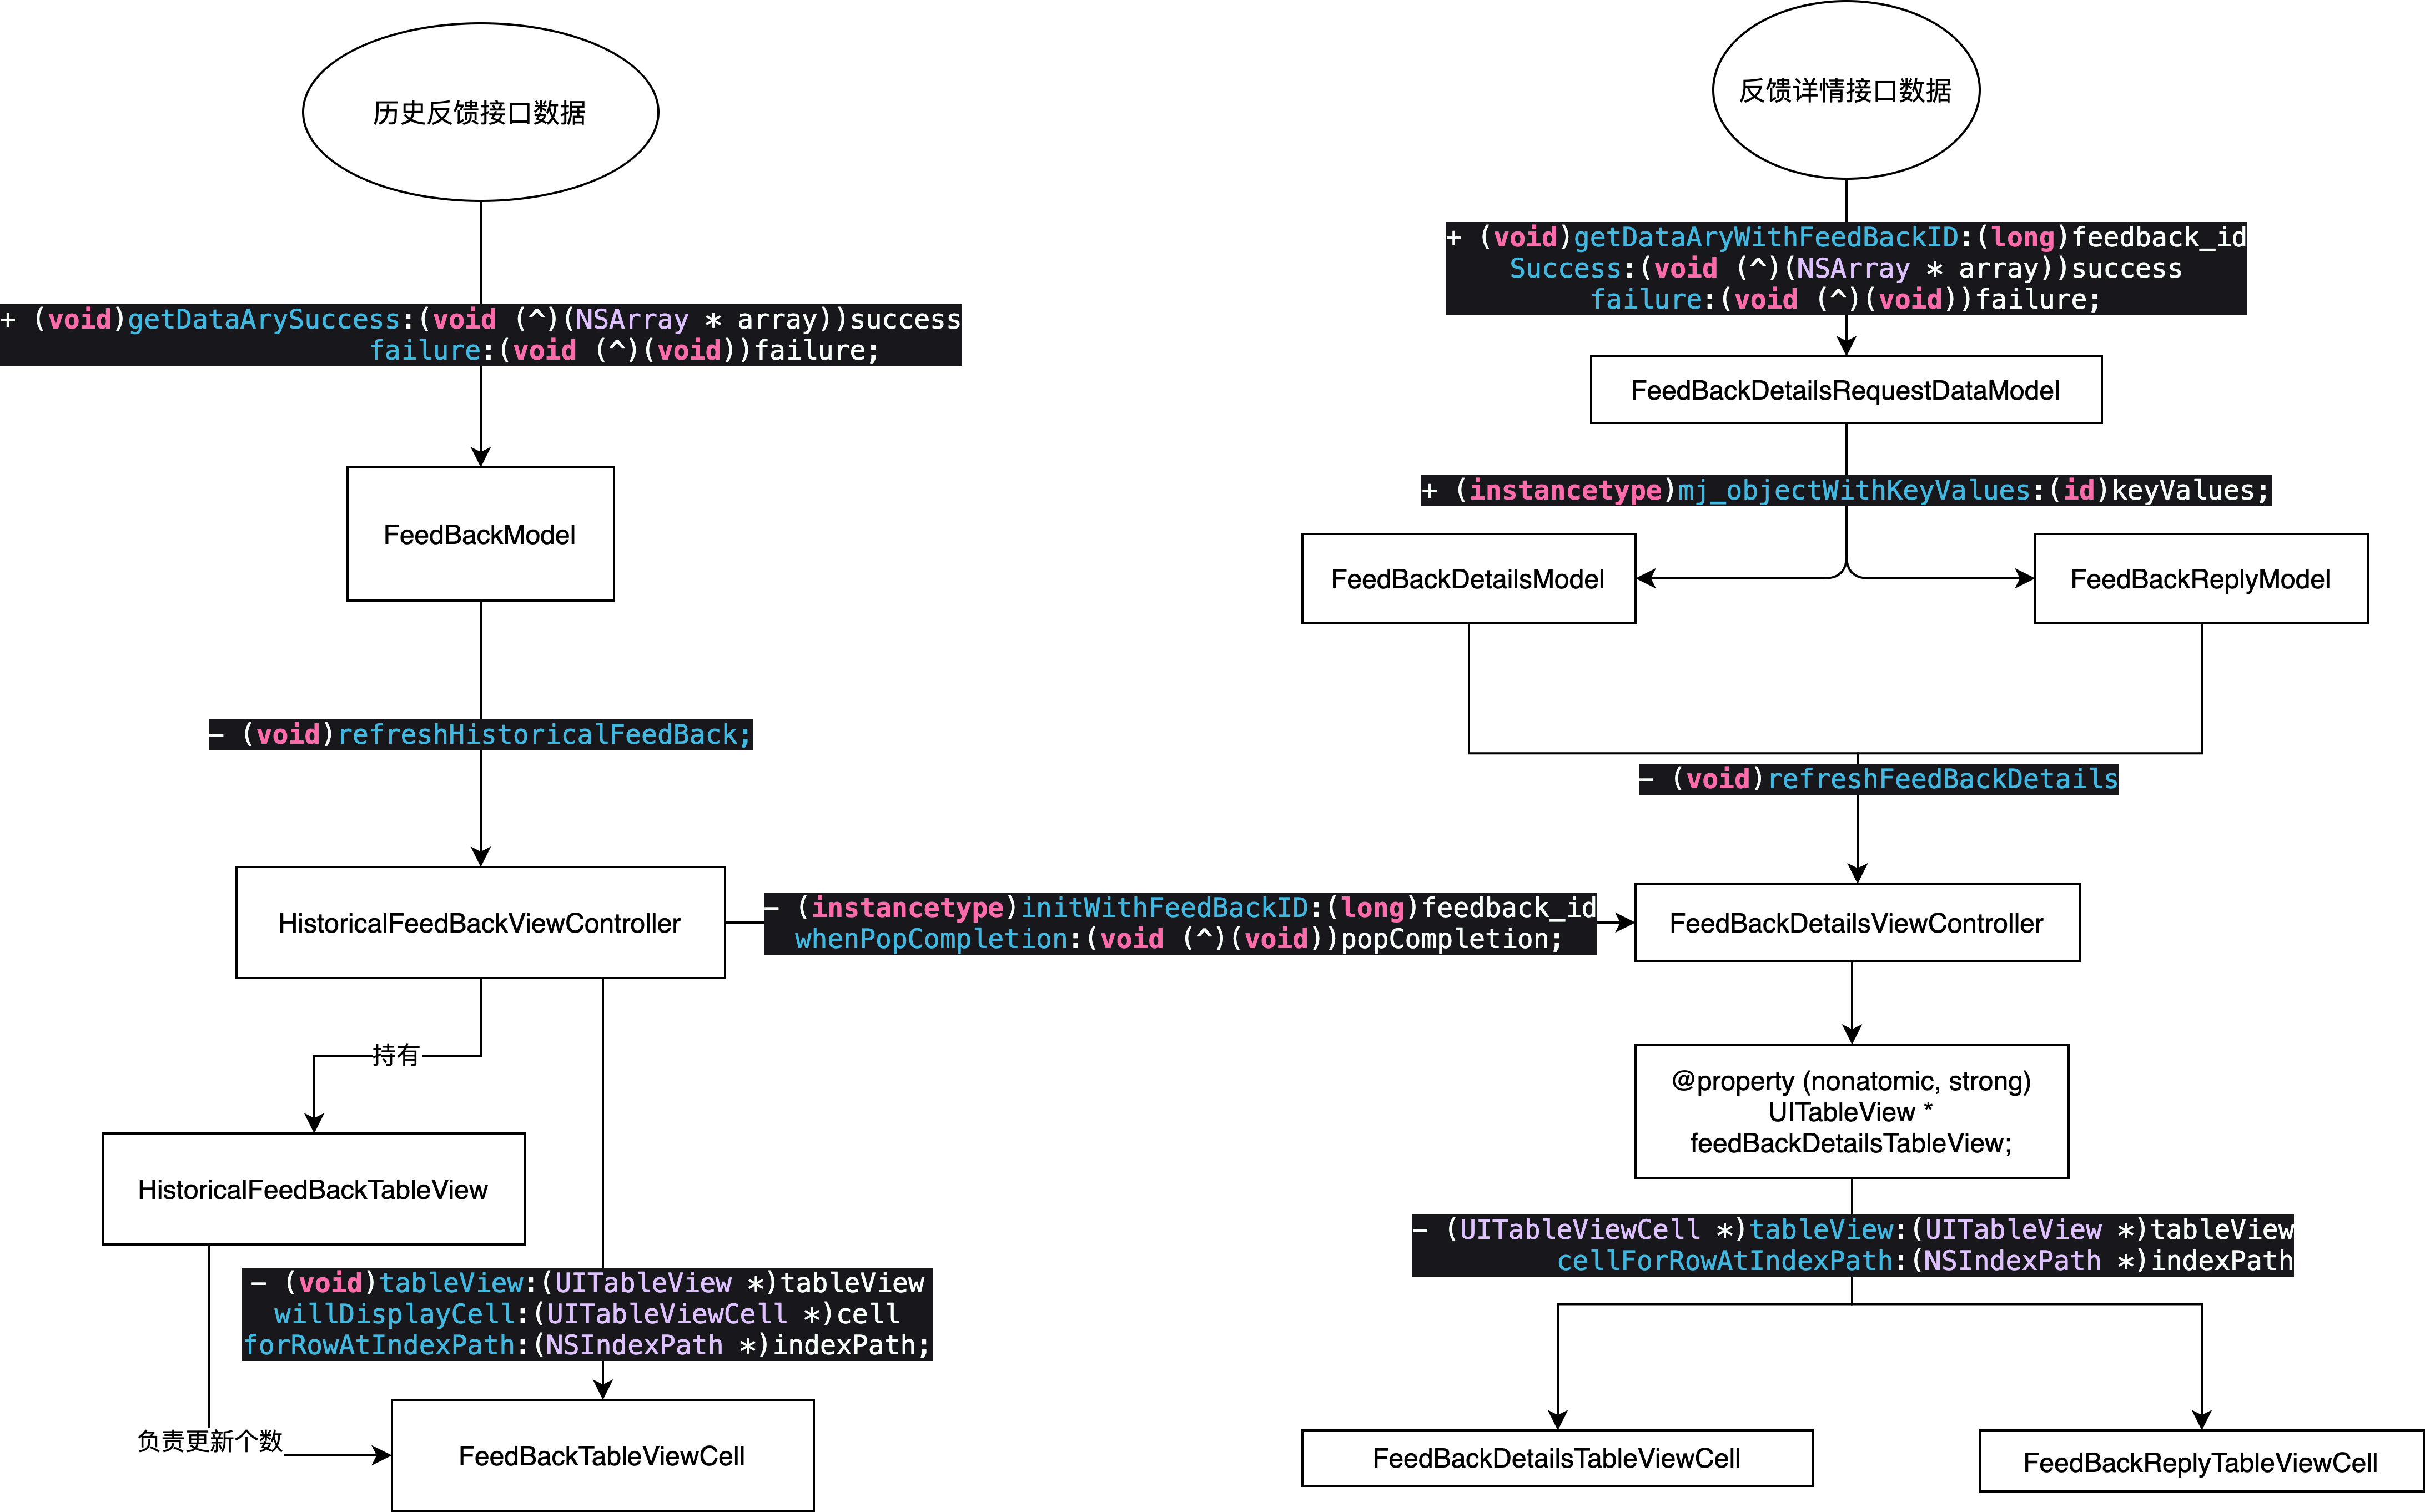 历史反馈接口数据
+ (void)getDataArySuccess:(void (^)(NSArray * array))success
failure:(void (^)(void))failure;
FeedBackModel
- (void)refreshHistoricalFeedBack;
HistoricalFeedBackViewController
持有
HistoricalFeedBackTableView
- (void)tableView:(UITableView *)tableView
willDisplayCell:(UITableViewCell *)cell
forRowAtIndexPath:(NSIndexPath *)indexPath;
负责更新个数
FeedBackTableViewCell
- (instancetype)initWithFeedBackID:(long)feedback_id
whenPopCompletion:(void (^)(void))popCompletion;
反馈详情接口数据
+ (void)getDataAryWithFeedBackID:(long)feedback_id
Success:(void (^)(NSArray * array))success
failure:(void (^)(void))failure;
FeedBackDetailsRequestDataModel
+ (instancetype)mj_objectWithKeyValues:(id)keyValues;
FeedBackDetailsModel
FeedBackReplyModel
- (void)refreshFeedBackDetails
FeedBackDetailsViewController
@property (nonatomic, strong)
UITableView *
feedBackDetailsTableView;
- (UITableViewCell *)tableView:(UITableView *)tableView
cellForRowAtIndexPath:(NSIndexPath *)indexPath
FeedBackDetailsTableViewCell
FeedBackReplyTableViewCell